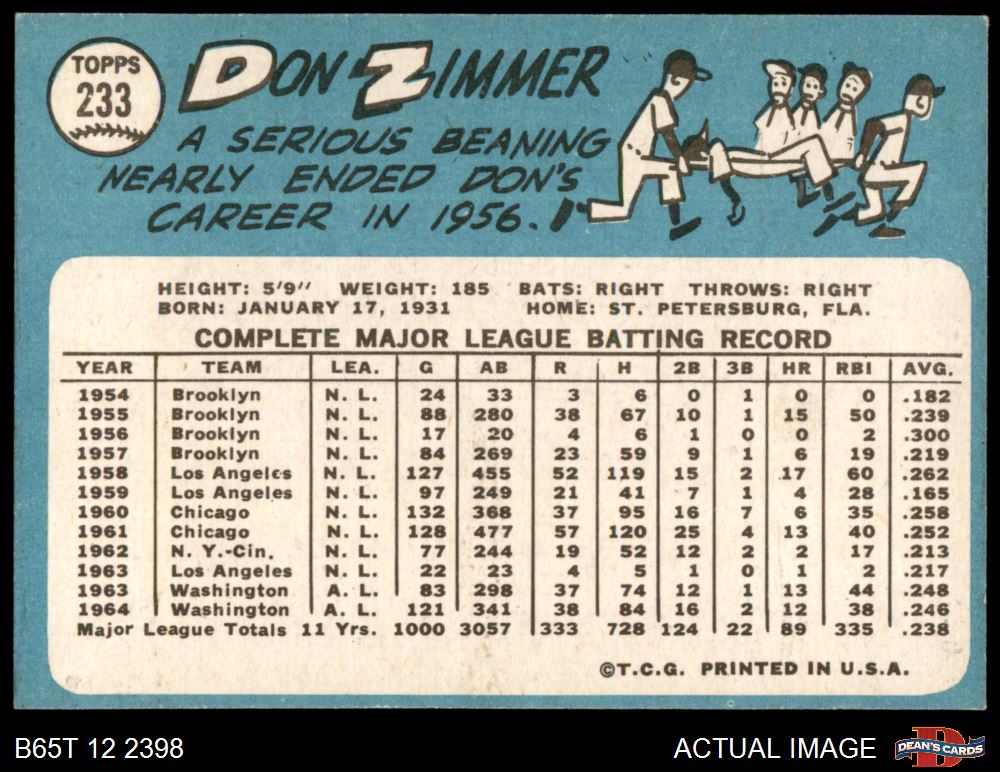 TOPPS
233
DON ZIMMER
A SERIOUS BEANING
NEARLY ENDED DON'S
CAREER IN 1956.
HEIGHT: 5'9" WEIGHT: 185 BATS: RIGHT THROWS: RIGHT
BORN: JANUARY 17, 1931 HOME: ST. PETERSBURG, FLA.
COMPLETE MAJOR LEAGUE BATTING RECORD
YEAR TEAM LEA. G AB R H 2B 3B HR RBI AVG.
1954 Brooklyn N. L. 24 33 3 6 0 1 0 0 .182
1955 Brooklyn N. L. 88 280 38 67 10 1 15 50 .239
1956 Brooklyn N. L. 17 20 4 6 1 0 0 2 .300
1957 Brooklyn N. L. 84 269 23 59 9 1 6 19 .219
1958 Los Angeles N. L. 127 455 52 119 15 2 17 60 .262
1959 Los Angeles N. L. 97 249 21 41 7 1 4 28 .165
1960 Chicago N. L. 132 368 37 95 16 7 6 35 .258
1961 Chicago N. L. 128 477 57 120 25 4 13 40 .252
1962 N. Y.-Cin. N. L. 77 244 19 52 12 2 2 17 .213
1963 Los Angeles N. L. 22 23 4 5 1 0 1 2 .217
1963 Washington A. L. 83 298 37 74 12 1 13 44 .248
1964 Washington A. L. 121 341 38 84 16 2 12 38 .246
Major League Totals 11 Yrs. 1000 3057 333 728 124 22 89 335 .238
©T.C.G. PRINTED IN U.S.A.
B65T 12 2398
ACTUAL IMAGE
D
DEAN'S CARDS